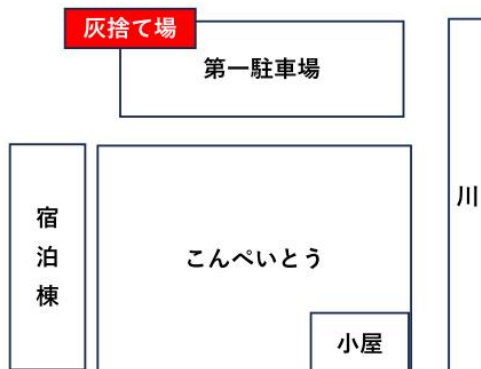 灰捨て場
第一駐車場
川
宿泊棟
こんぺいとう
小屋